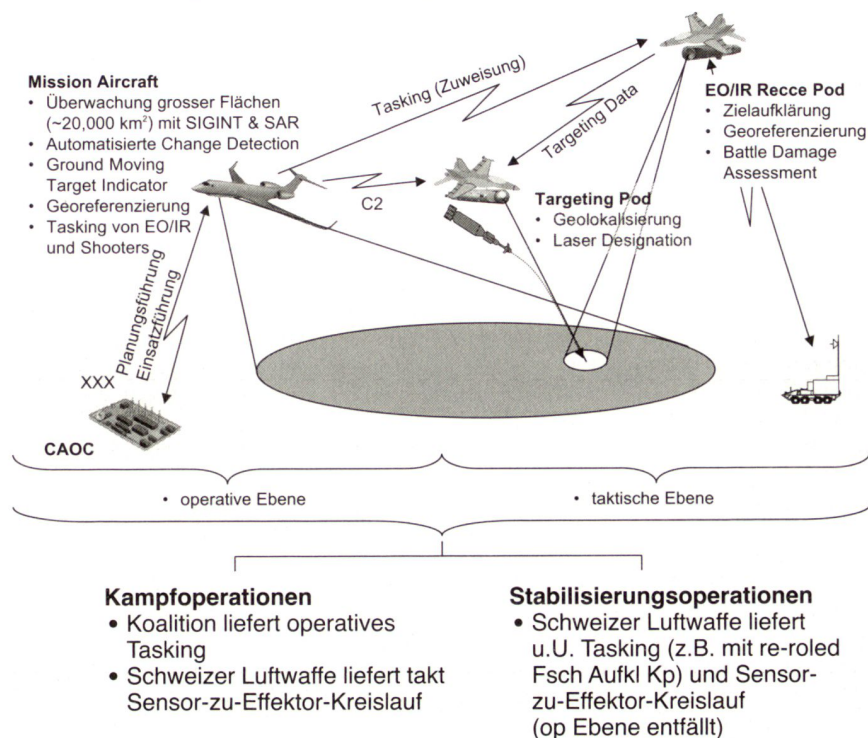 Mission Aircraft
• Überwachung grosser Flächen
(~20,000 km²) mit SIGINT & SAR
• Automatisierte Change Detection
• Ground Moving
Target Indicator
• Georeferenzierung
• Tasking von EO/IR
und Shooters
Tasking (Zuweisung)
Targeting Data
C2
EO/IR Recce Pod
• Zielaufklärung
• Georeferenzierung
• Battle Damage
Assessment
Targeting Pod
• Geolokalisierung
• Laser Designation
Planungsführung
Einsatzführung
XXX
CAOC
• operative Ebene
• taktische Ebene
Kampfoperationen
• Koalition liefert operatives
Tasking
• Schweizer Luftwaffe liefert takt
Sensor-zu-Effektor-Kreislauf
Stabilisierungsoperationen
• Schweizer Luftwaffe liefert
u.U. Tasking (z.B. mit re-roled
Fsch Aufkl Kp) und Sensor-
zu-Effektor-Kreislauf
(op Ebene entfällt)